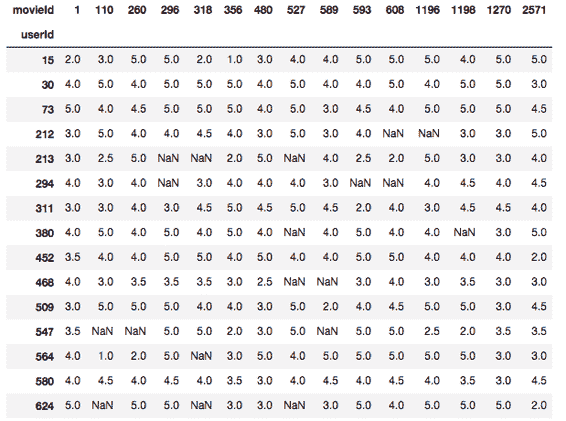 movieId 1 110 260 296 318 356 480 527 589 593 608 1196 1198 1270 2571
userId
15 2.0 3.0 5.0 5.0 2.0 1.0 3.0 4.0 4.0 5.0 5.0 5.0 4.0 5.0 5.0
30 4.0 5.0 4.0 5.0 5.0 5.0 4.0 5.0 4.0 4.0 5.0 4.0 5.0 5.0 3.0
73 5.0 4.0 4.5 5.0 5.0 5.0 4.0 5.0 3.0 4.5 4.0 5.0 5.0 5.0 4.5
212 3.0 5.0 4.0 4.0 4.5 4.0 3.0 5.0 3.0 4.0 NaN NaN 3.0 3.0 5.0
213 3.0 2.5 5.0 NaN NaN 2.0 5.0 NaN 4.0 2.5 2.0 5.0 3.0 3.0 4.0
294 4.0 3.0 4.0 NaN 3.0 4.0 4.0 4.0 3.0 NaN NaN 4.0 4.5 4.0 4.5
311 3.0 3.0 4.0 3.0 4.5 5.0 4.5 5.0 4.5 2.0 4.0 3.0 4.5 4.5 4.0
380 4.0 5.0 4.0 5.0 4.0 5.0 4.0 NaN 4.0 5.0 4.0 4.0 NaN 3.0 5.0
452 3.5 4.0 4.0 5.0 5.0 4.0 5.0 4.0 4.0 5.0 5.0 4.0 4.0 4.0 2.0
468 4.0 3.0 3.5 3.5 3.5 3.0 2.5 NaN NaN 3.0 4.0 3.0 3.5 3.0 3.0
509 3.0 5.0 5.0 5.0 4.0 4.0 3.0 5.0 2.0 4.0 4.5 5.0 5.0 3.0 4.5
547 3.5 NaN NaN 5.0 5.0 2.0 3.0 5.0 NaN 5.0 5.0 2.5 2.0 3.5 3.5
564 4.0 1.0 2.0 5.0 NaN 3.0 5.0 4.0 5.0 5.0 5.0 5.0 5.0 3.0 3.0
580 4.0 4.5 4.0 4.5 4.0 3.5 3.0 4.0 4.5 4.0 4.5 4.0 3.5 3.0 4.5
624 5.0 NaN 5.0 5.0 NaN 3.0 3.0 NaN 3.0 5.0 4.0 5.0 5.0 5.0 2.0